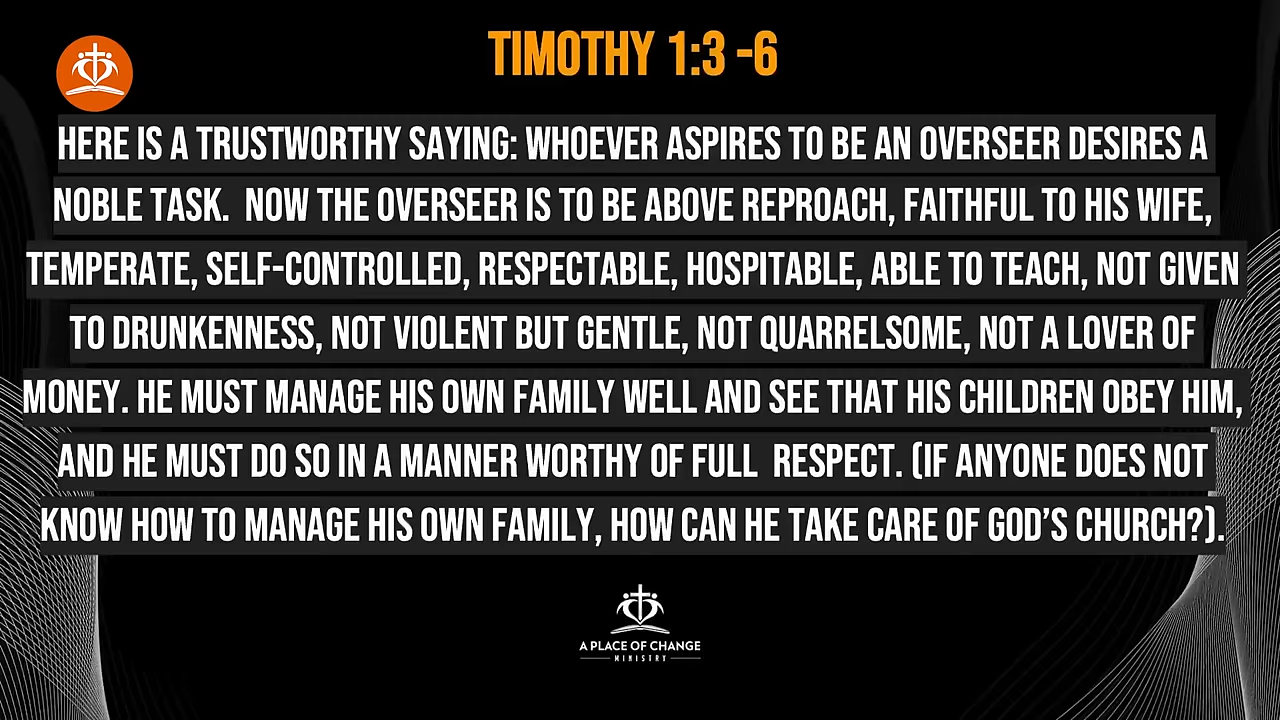 TIMOTHY 1:3 -6
HERE IS A TRUSTWORTHY SAYING: WHOEVER ASPIRES TO BE AN OVERSEER DESIRES A
NOBLE TASK.  NOW THE OVERSEER IS TO BE ABOVE REPROACH, FAITHFUL TO HIS WIFE,
TEMPERATE, SELF-CONTROLLED, RESPECTABLE, HOSPITABLE, ABLE TO TEACH, NOT GIVEN
TO DRUNKENNESS, NOT VIOLENT BUT GENTLE, NOT QUARRELSOME, NOT A LOVER OF
MONEY. HE MUST MANAGE HIS OWN FAMILY WELL AND SEE THAT HIS CHILDREN OBEY HIM,
AND HE MUST DO SO IN A MANNER WORTHY OF FULL  RESPECT. (IF ANYONE DOES NOT
KNOW HOW TO MANAGE HIS OWN FAMILY, HOW CAN HE TAKE CARE OF GOD’S CHURCH?).
A PLACE OF CHANGE
MINISTRY